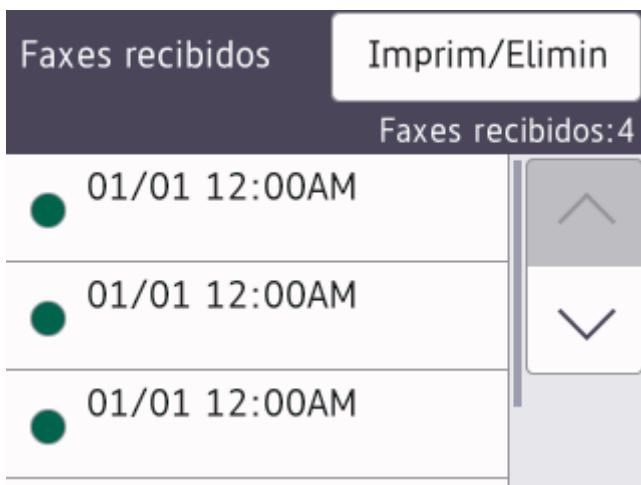 Faxes recibidos
Imprim/Elimin
Faxes recibidos:4
01/01 12:00AM
01/01 12:00AM
01/01 12:00AM